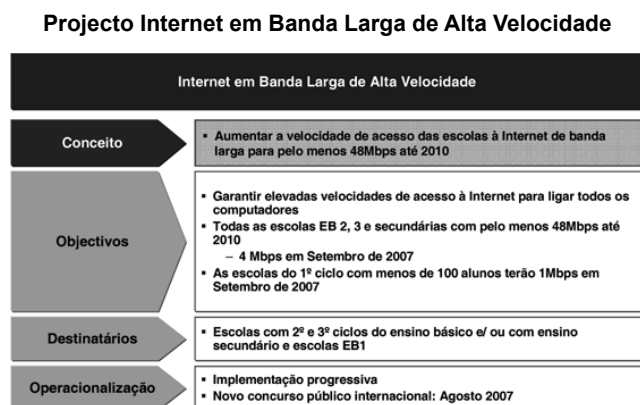 Projecto Internet em Banda Larga de Alta Velocidade
Internet em Banda Larga de Alta Velocidade
Conceito
▪ Aumentar a velocidade de acesso das escolas à Internet de banda
larga para pelo menos 48Mbps até 2010
Objectivos
▪ Garantir elevadas velocidades de acesso à Internet para ligar todos os
computadores
▪ Todas as escolas EB 2, 3 e secundárias com pelo menos 48Mbps até
2010
– 4 Mbps em Setembro de 2007
▪ As escolas do 1º ciclo com menos de 100 alunos terão 1Mbps em
Setembro de 2007
Destinatários
▪ Escolas com 2º e 3º ciclos do ensino básico e/ ou com ensino
secundário e escolas EB1
Operacionalização
▪ Implementação progressiva
▪ Novo concurso público internacional: Agosto 2007